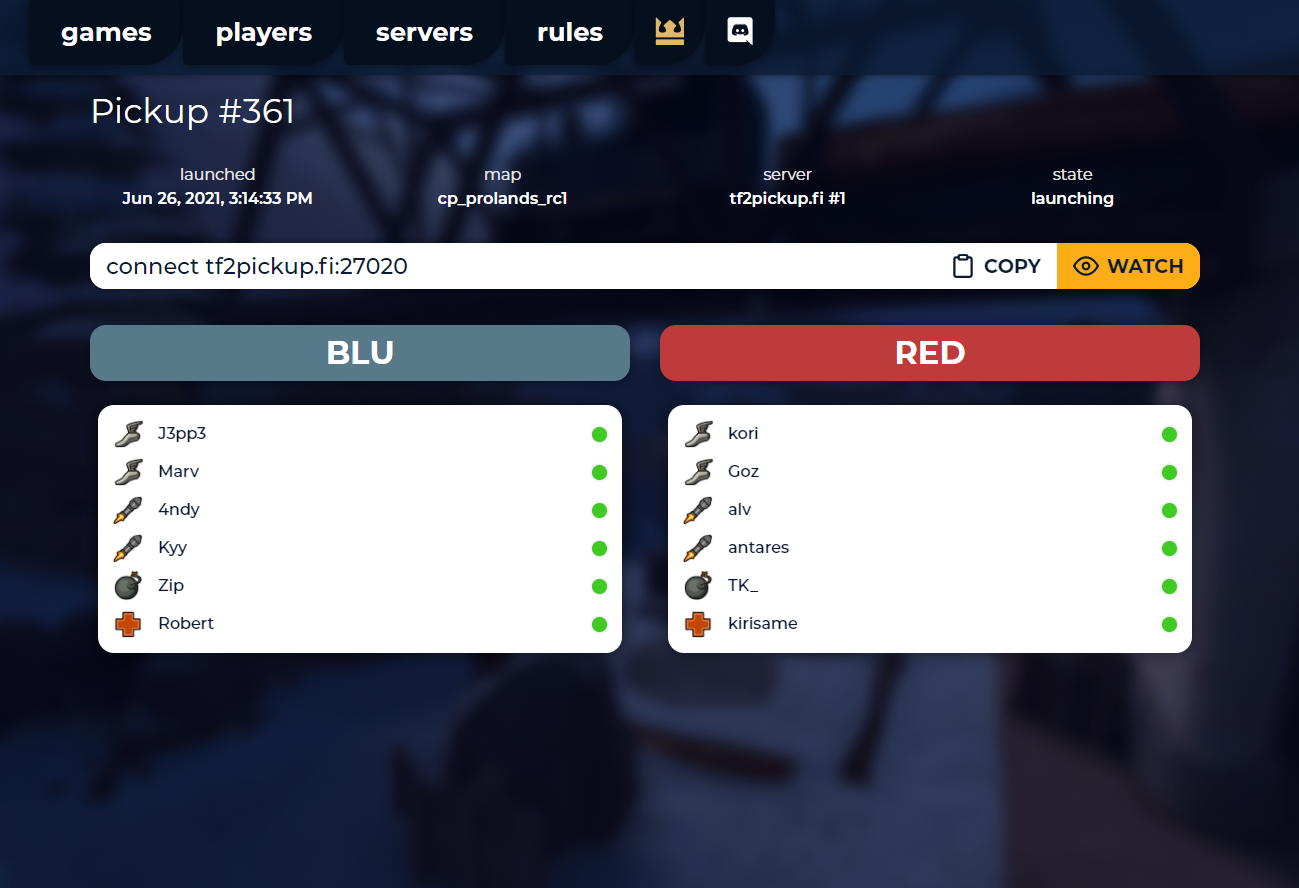 games players servers rules
Pickup #361
launched map server state
Jun 26, 2021, 3:14:33 PM cp_prolands_rc1 tf2pickup.fi #1 launching
connect tf2pickup.fi:27020 COPY WATCH
BLU RED
J3pp3
Marv
4ndy
Kyy
Zip
Robert
kori
Goz
alv
antares
TK_
kirisame